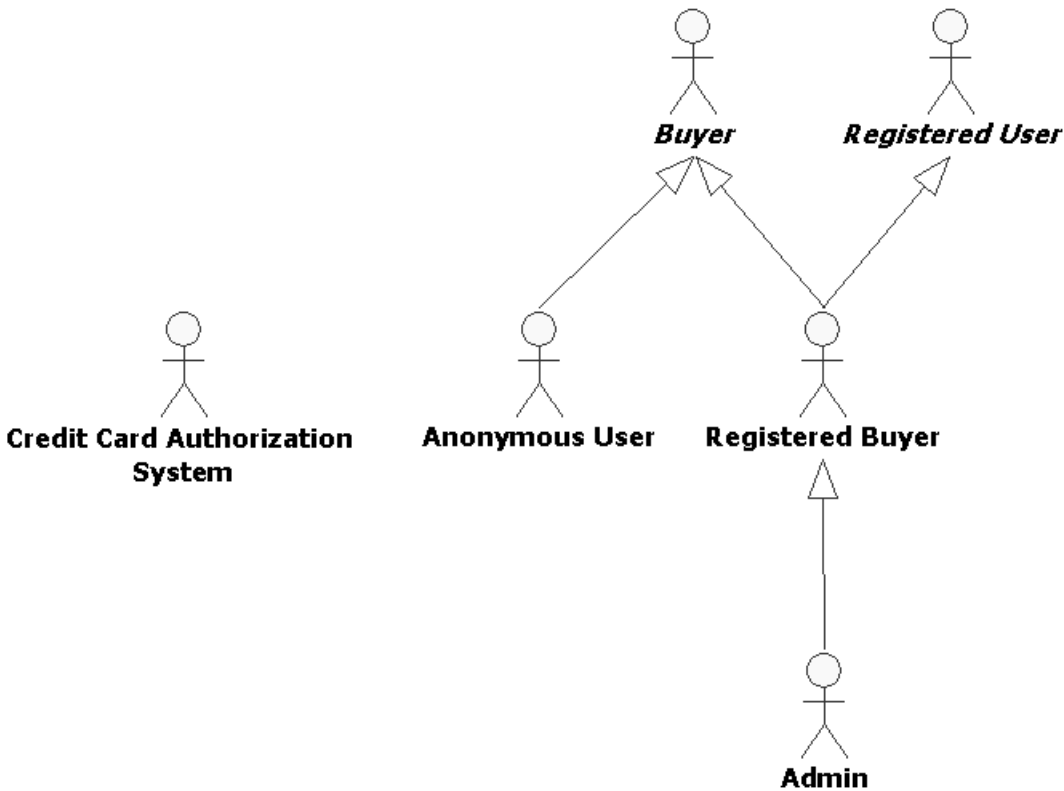 Buyer
Registered User
Credit Card Authorization
System
Anonymous User
Registered Buyer
Admin